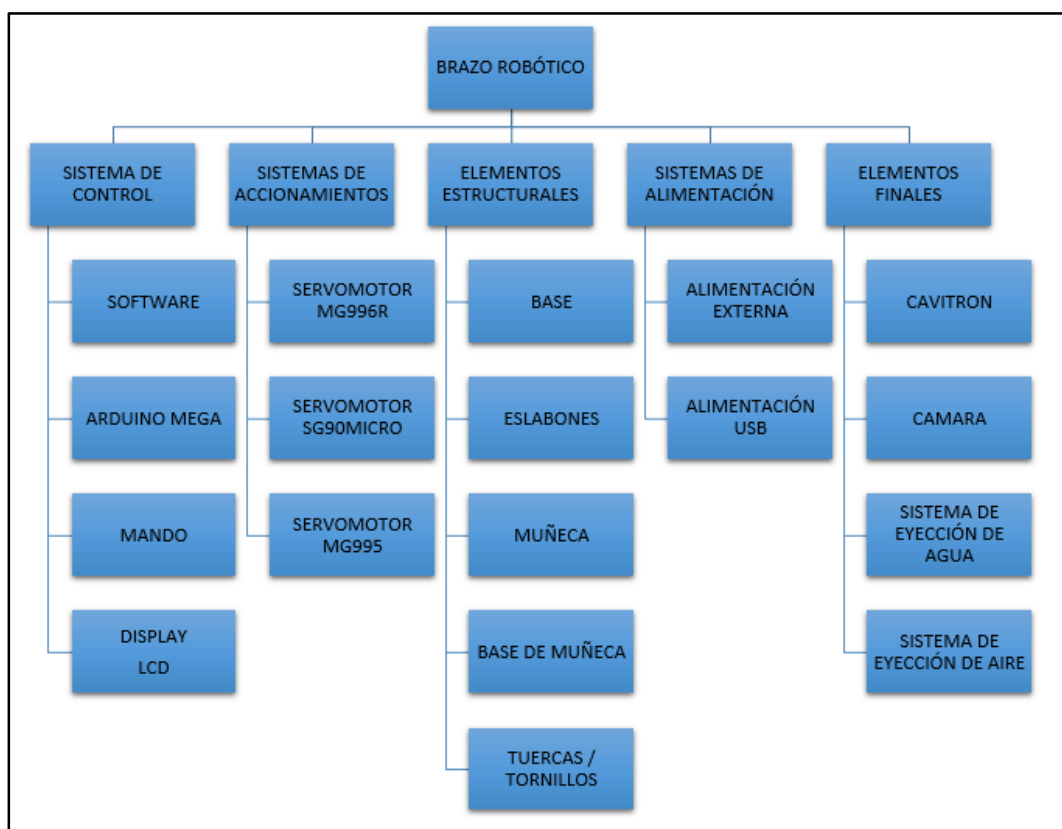 BRAZO ROBÓTICO
SISTEMA DE
CONTROL
SOFTWARE
ARDUINO MEGA
MANDO
DISPLAY
LCD
SISTEMAS DE
ACCIONAMIENTOS
SERVOMOTOR
MG996R
SERVOMOTOR
SG90MICRO
SERVOMOTOR
MG995
ELEMENTOS
ESTRUCTURALES
BASE
ESLABONES
MUÑECA
BASE DE MUÑECA
TUERCAS /
TORNILLOS
SISTEMAS DE
ALIMENTACIÓN
ALIMENTACIÓN
EXTERNA
ALIMENTACIÓN
USB
ELEMENTOS
FINALES
CAVITRON
CAMARA
SISTEMA DE
EYECCIÓN DE
AGUA
SISTEMA DE
EYECCIÓN DE AIRE